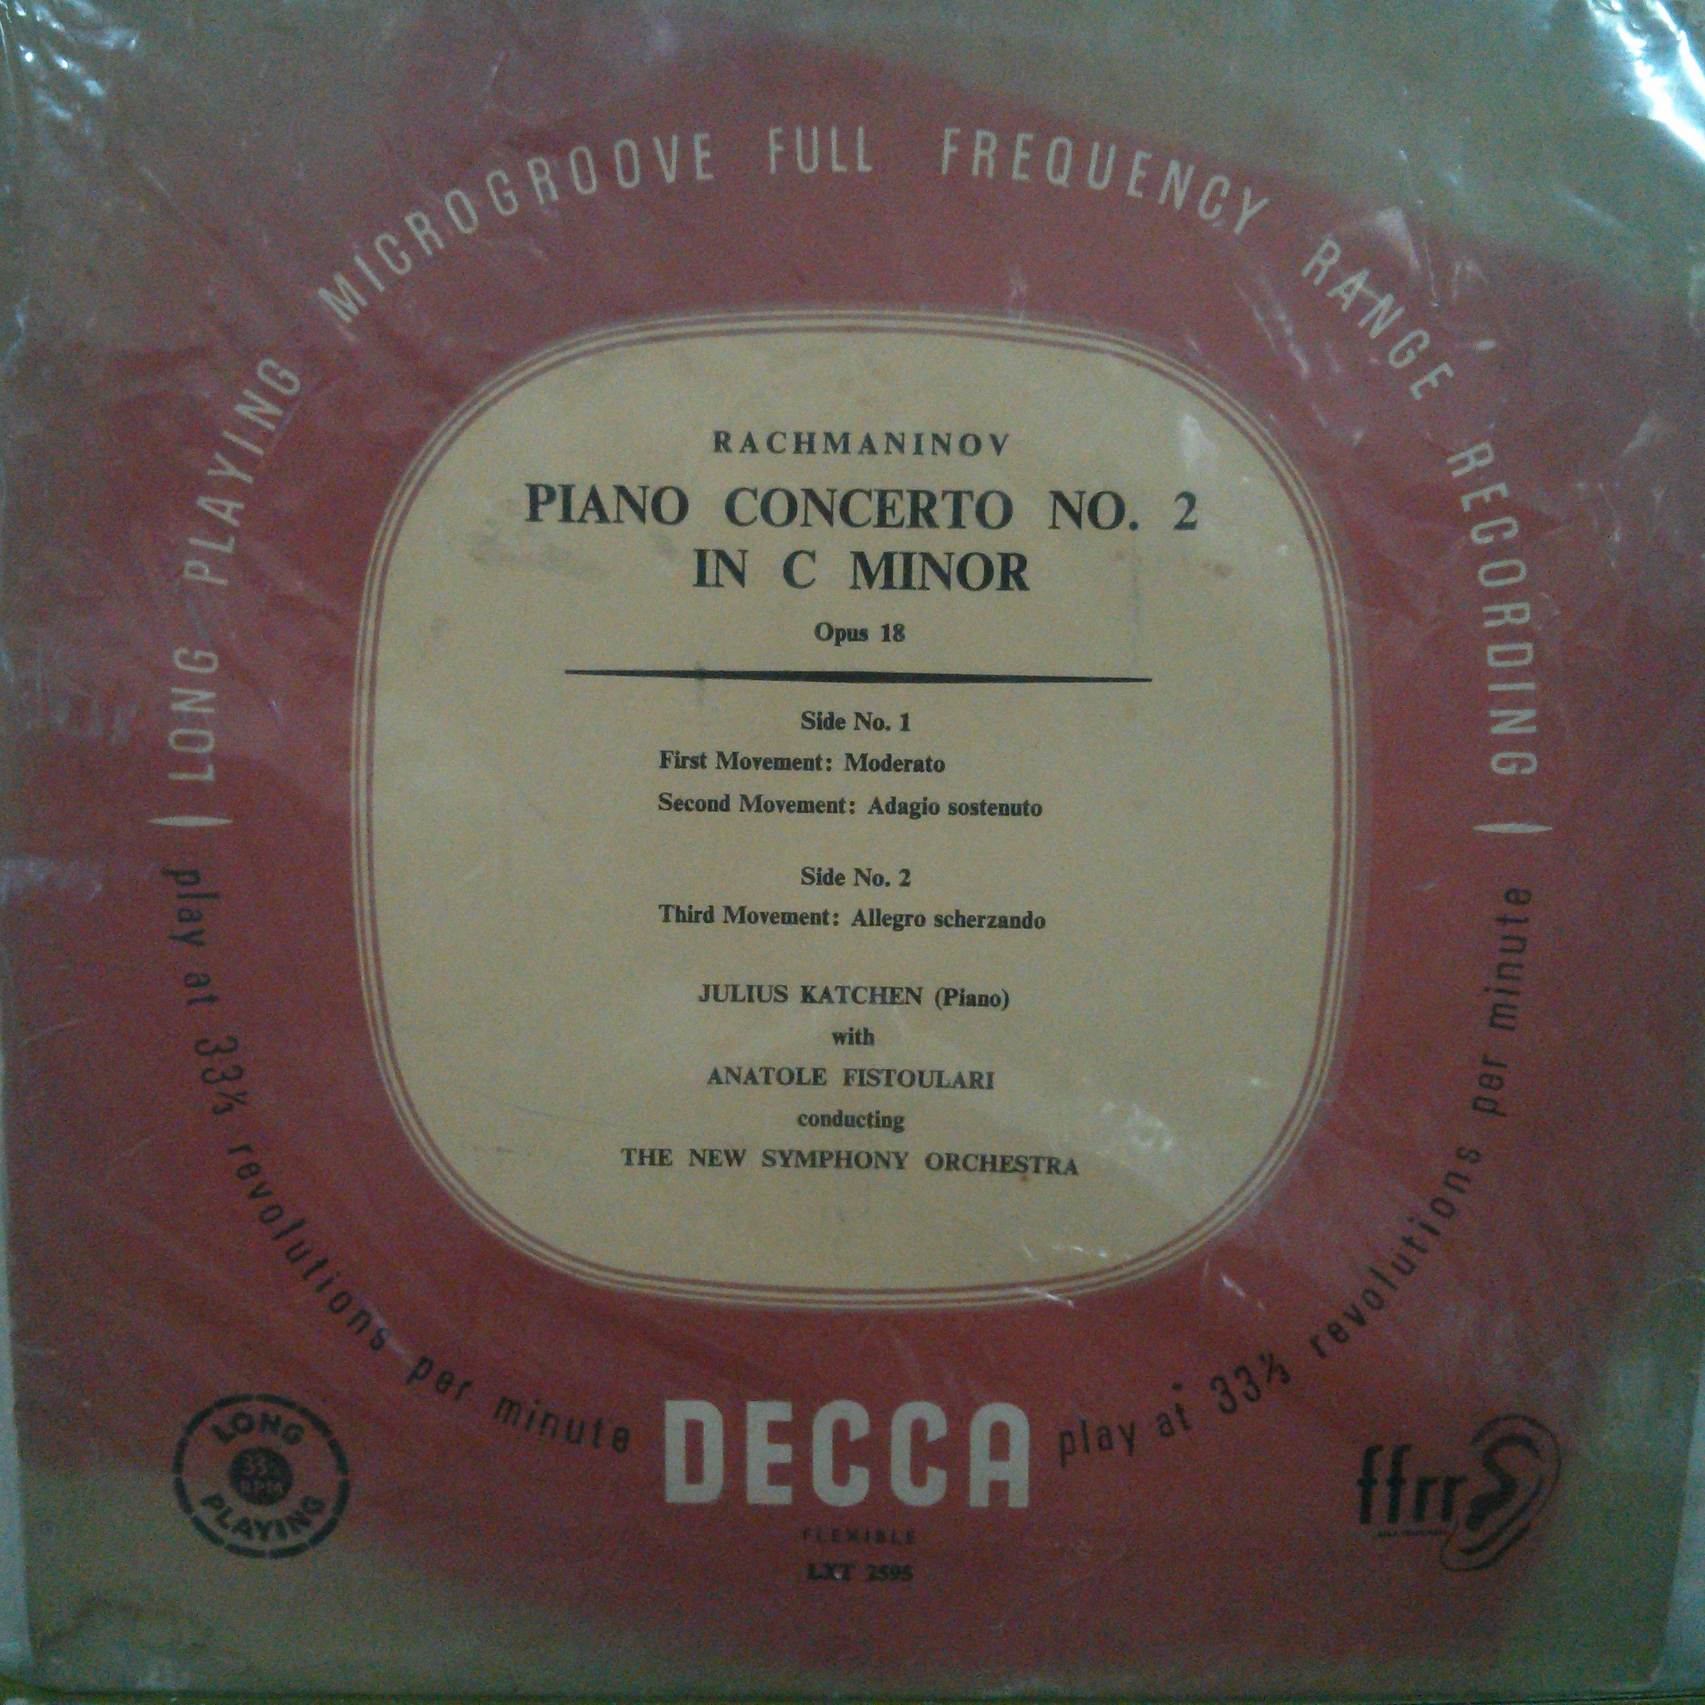 LONG PLAYING MICROGROOVE FULL FREQUENCY RANGE RECORDING
RACHMANINOV
PIANO CONCERTO NO. 2
IN C MINOR
Opus 18
Side No. 1
First Movement: Moderato
Second Movement: Adagio sostenuto
Side No. 2
Third Movement: Allegro scherzando
JULIUS KATCHEN (Piano)
with
ANATOLE FISTOULARI
conducting
THE NEW SYMPHONY ORCHESTRA
play at 33⅓ revolutions per minute
play at 33⅓ revolutions per minute
LONG
33⅓
RPM
PLAYING
DECCA
FLEXIBLE
LXT 2595
ffrr